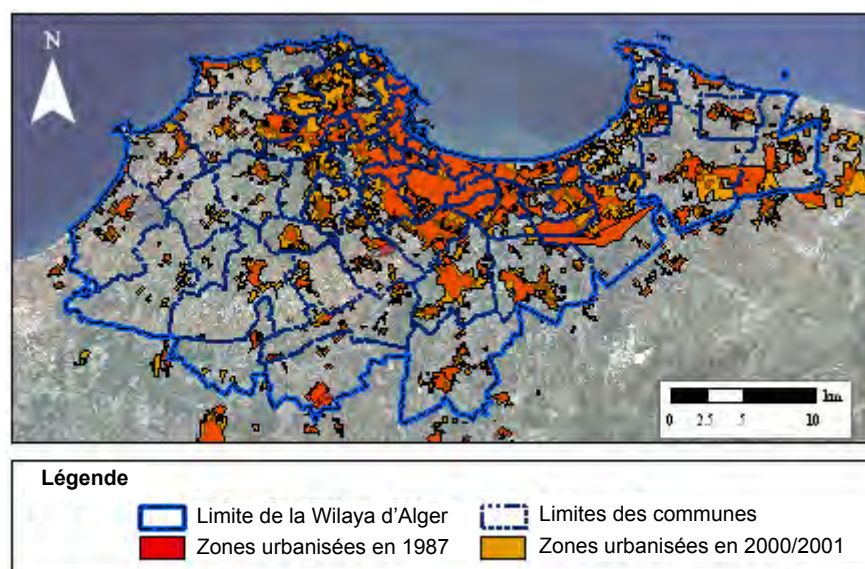 N
km
0 2.5 5 10
Légende
Limite de la Wilaya d'Alger
Limites des communes
Zones urbanisées en 1987
Zones urbanisées en 2000/2001